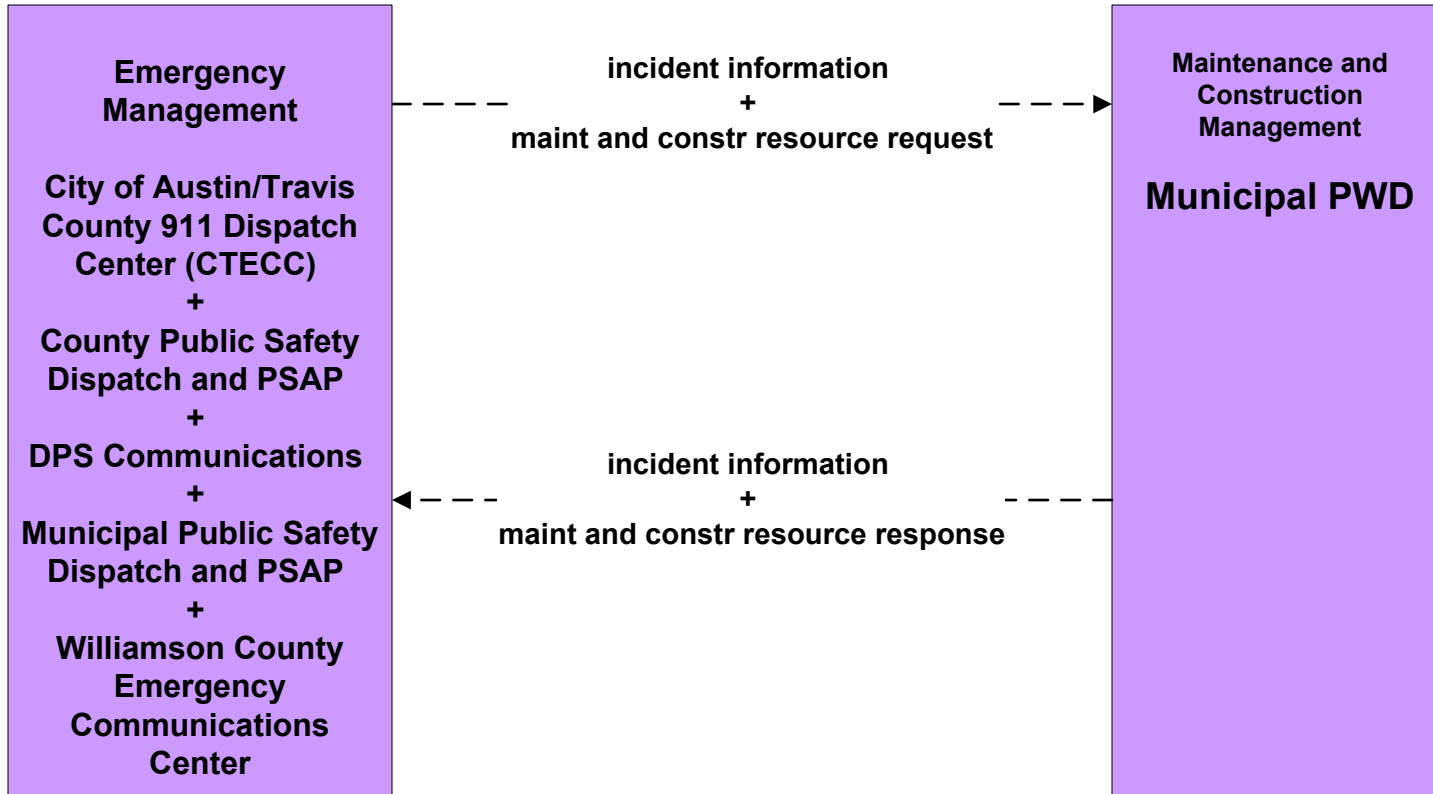 Emergency
Management
City of Austin/Travis
County 911 Dispatch
Center (CTECC)
+
County Public Safety
Dispatch and PSAP
+
DPS Communications
+
Municipal Public Safety
Dispatch and PSAP
+
Williamson County
Emergency
Communications
Center
incident information
+
maint and constr resource request
incident information
+
maint and constr resource response
Maintenance and
Construction
Management
Municipal PWD